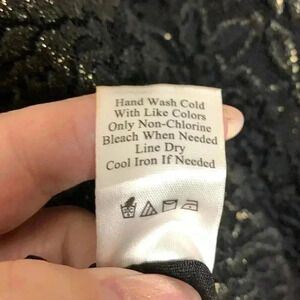 Hand Wash Cold
With Like Colors
Only Non-Chlorine
Bleach When Needed
Line Dry
Cool Iron If Needed